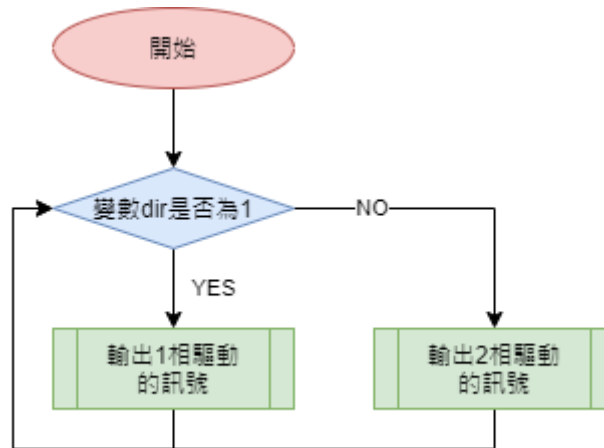 開始
變數dir是否為1
NO
YES
輸出1相驅動
的訊號
輸出2相驅動
的訊號